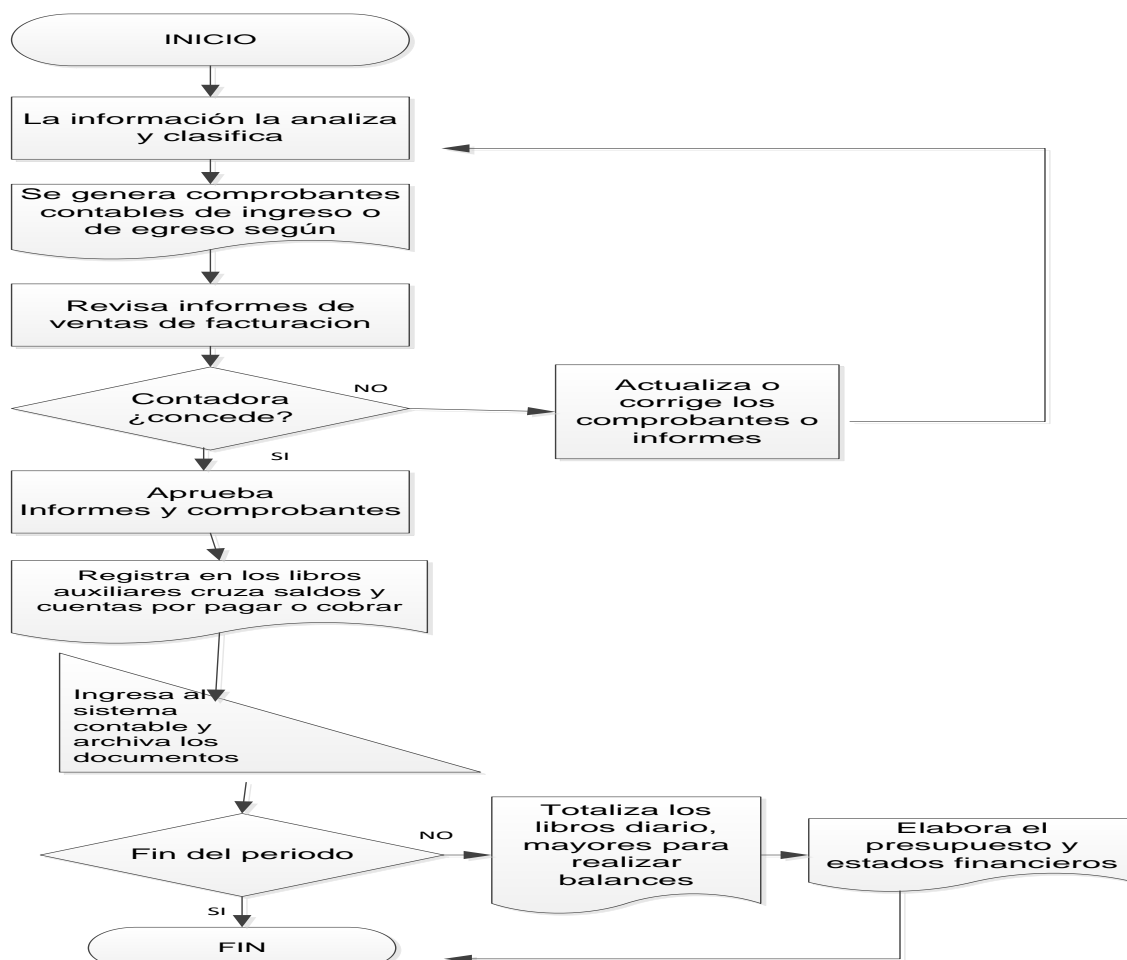 INICIO
La información la analiza
y clasifica
Se genera comprobantes
contables de ingreso o
de egreso según
Revisa informes de
ventas de facturacion
Contadora
¿concede?
NO
Actualiza o
corrige los
comprobantes o
informes
SI
Aprueba
Informes y comprobantes
Registra en los libros
auxiliares cruza saldos y
cuentas por pagar o cobrar
Ingresa al
sistema
contable y
archiva los
documentos
Fin del periodo
NO
Totaliza los
libros diario,
mayores para
realizar
balances
Elabora el
presupuesto y
estados financieros
SI
FIN